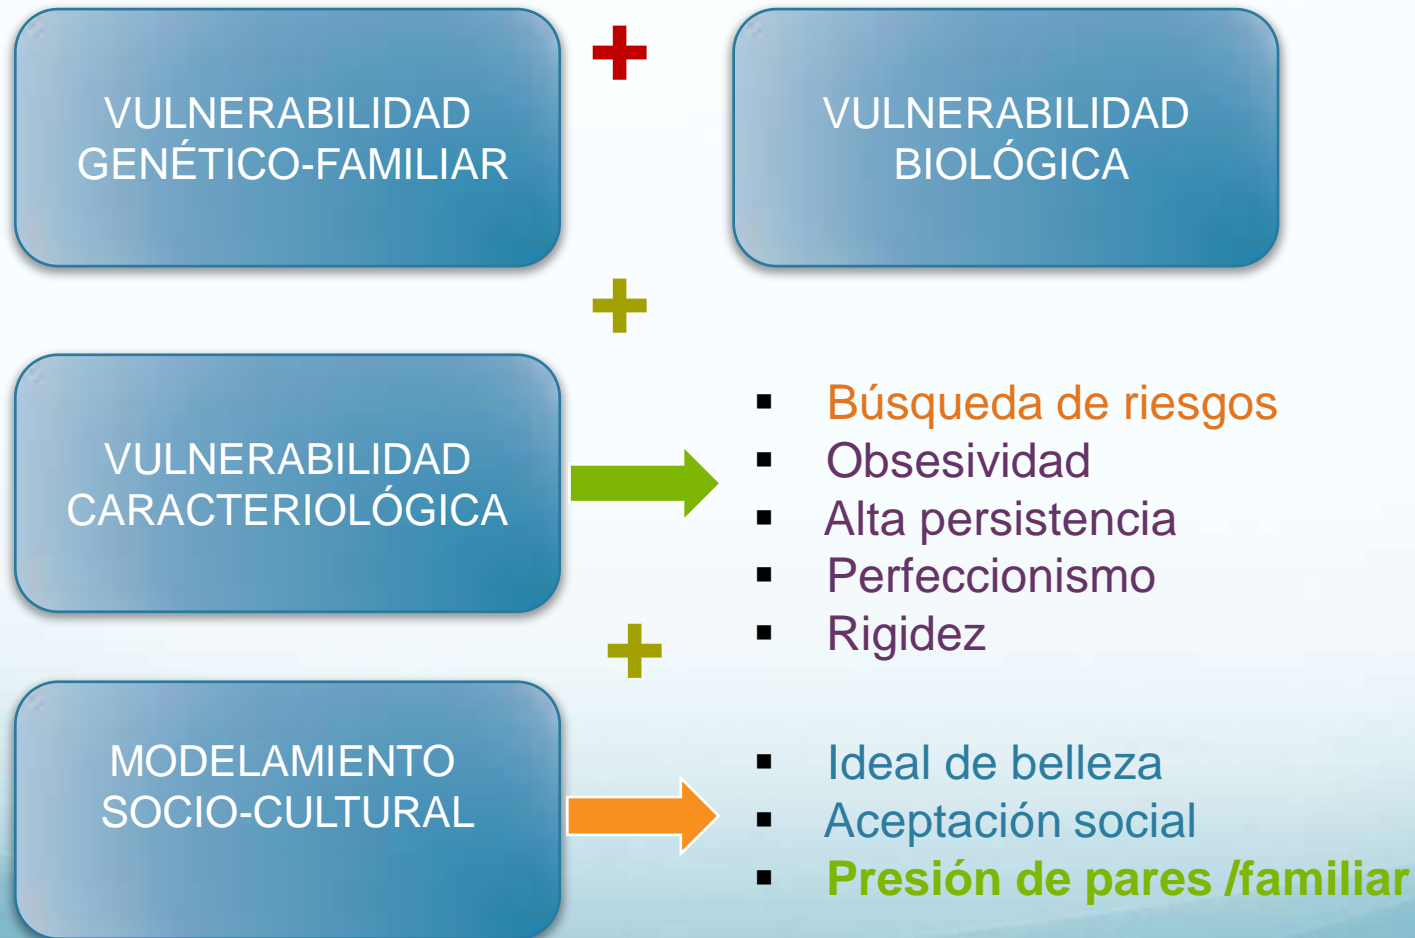 VULNERABILIDAD
GENÉTICO-FAMILIAR
+
VULNERABILIDAD
BIOLÓGICA
+
VULNERABILIDAD
CARACTERIOLÓGICA
▪ Búsqueda de riesgos
▪ Obsesividad
▪ Alta persistencia
▪ Perfeccionismo
▪ Rigidez
+
MODELAMIENTO
SOCIO-CULTURAL
▪ Ideal de belleza
▪ Aceptación social
▪ Presión de pares /familiar